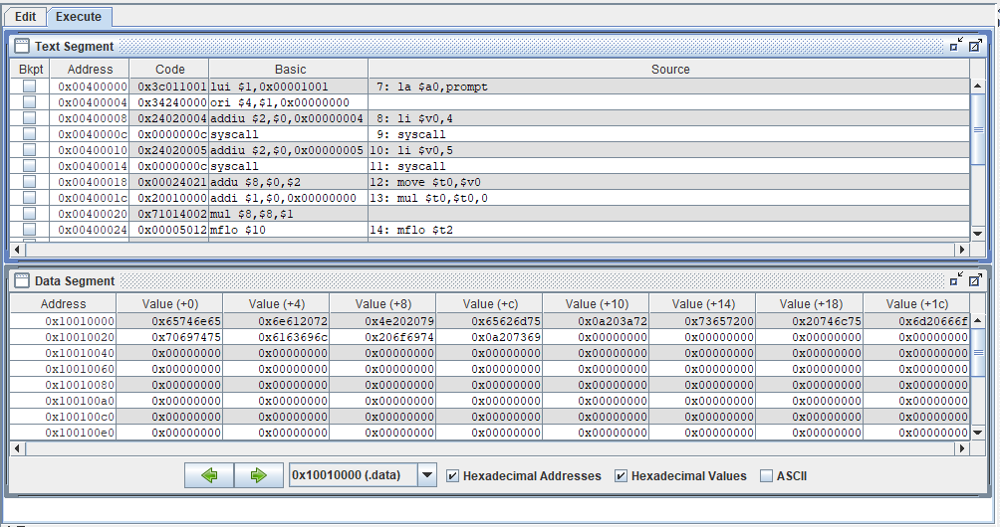 Edit Execute
Text Segment
Bkpt Address Code Basic Source
0x00400000 0x3c011001 lui $1,0x00001001 7: la $a0,prompt
0x00400004 0x34240000 ori $4,$1,0x00000000
0x00400008 0x24020004 addiu $2,$0,0x00000004 8: li $v0,4
0x0040000c 0x0000000c syscall 9: syscall
0x00400010 0x24020005 addiu $2,$0,0x00000005 10: li $v0,5
0x00400014 0x0000000c syscall 11: syscall
0x00400018 0x00024021 addu $8,$0,$2 12: move $t0,$v0
0x0040001c 0x20010000 addi $1,$0,0x00000000 13: mul $t0,$t0,0
0x00400020 0x71014002 mul $8,$8,$1
0x00400024 0x00005012 mflo $10 14: mflo $t2
Data Segment
Address Value (+0) Value (+4) Value (+8) Value (+c) Value (+10) Value (+14) Value (+18) Value (+1c)
0x10010000 0x65746e65 0x6e612072 0x4e202079 0x65626d75 0x0a203a72 0x73657200 0x20746c75 0x6d20666f
0x10010020 0x70697475 0x6163696c 0x206f6974 0x0a207369 0x00000000 0x00000000 0x00000000 0x00000000
0x10010040 0x00000000 0x00000000 0x00000000 0x00000000 0x00000000 0x00000000 0x00000000 0x00000000
0x10010060 0x00000000 0x00000000 0x00000000 0x00000000 0x00000000 0x00000000 0x00000000 0x00000000
0x10010080 0x00000000 0x00000000 0x00000000 0x00000000 0x00000000 0x00000000 0x00000000 0x00000000
0x100100a0 0x00000000 0x00000000 0x00000000 0x00000000 0x00000000 0x00000000 0x00000000 0x00000000
0x100100c0 0x00000000 0x00000000 0x00000000 0x00000000 0x00000000 0x00000000 0x00000000 0x00000000
0x100100e0 0x00000000 0x00000000 0x00000000 0x00000000 0x00000000 0x00000000 0x00000000 0x00000000
0x10010000 (.data) Hexadecimal Addresses Hexadecimal Values ASCII